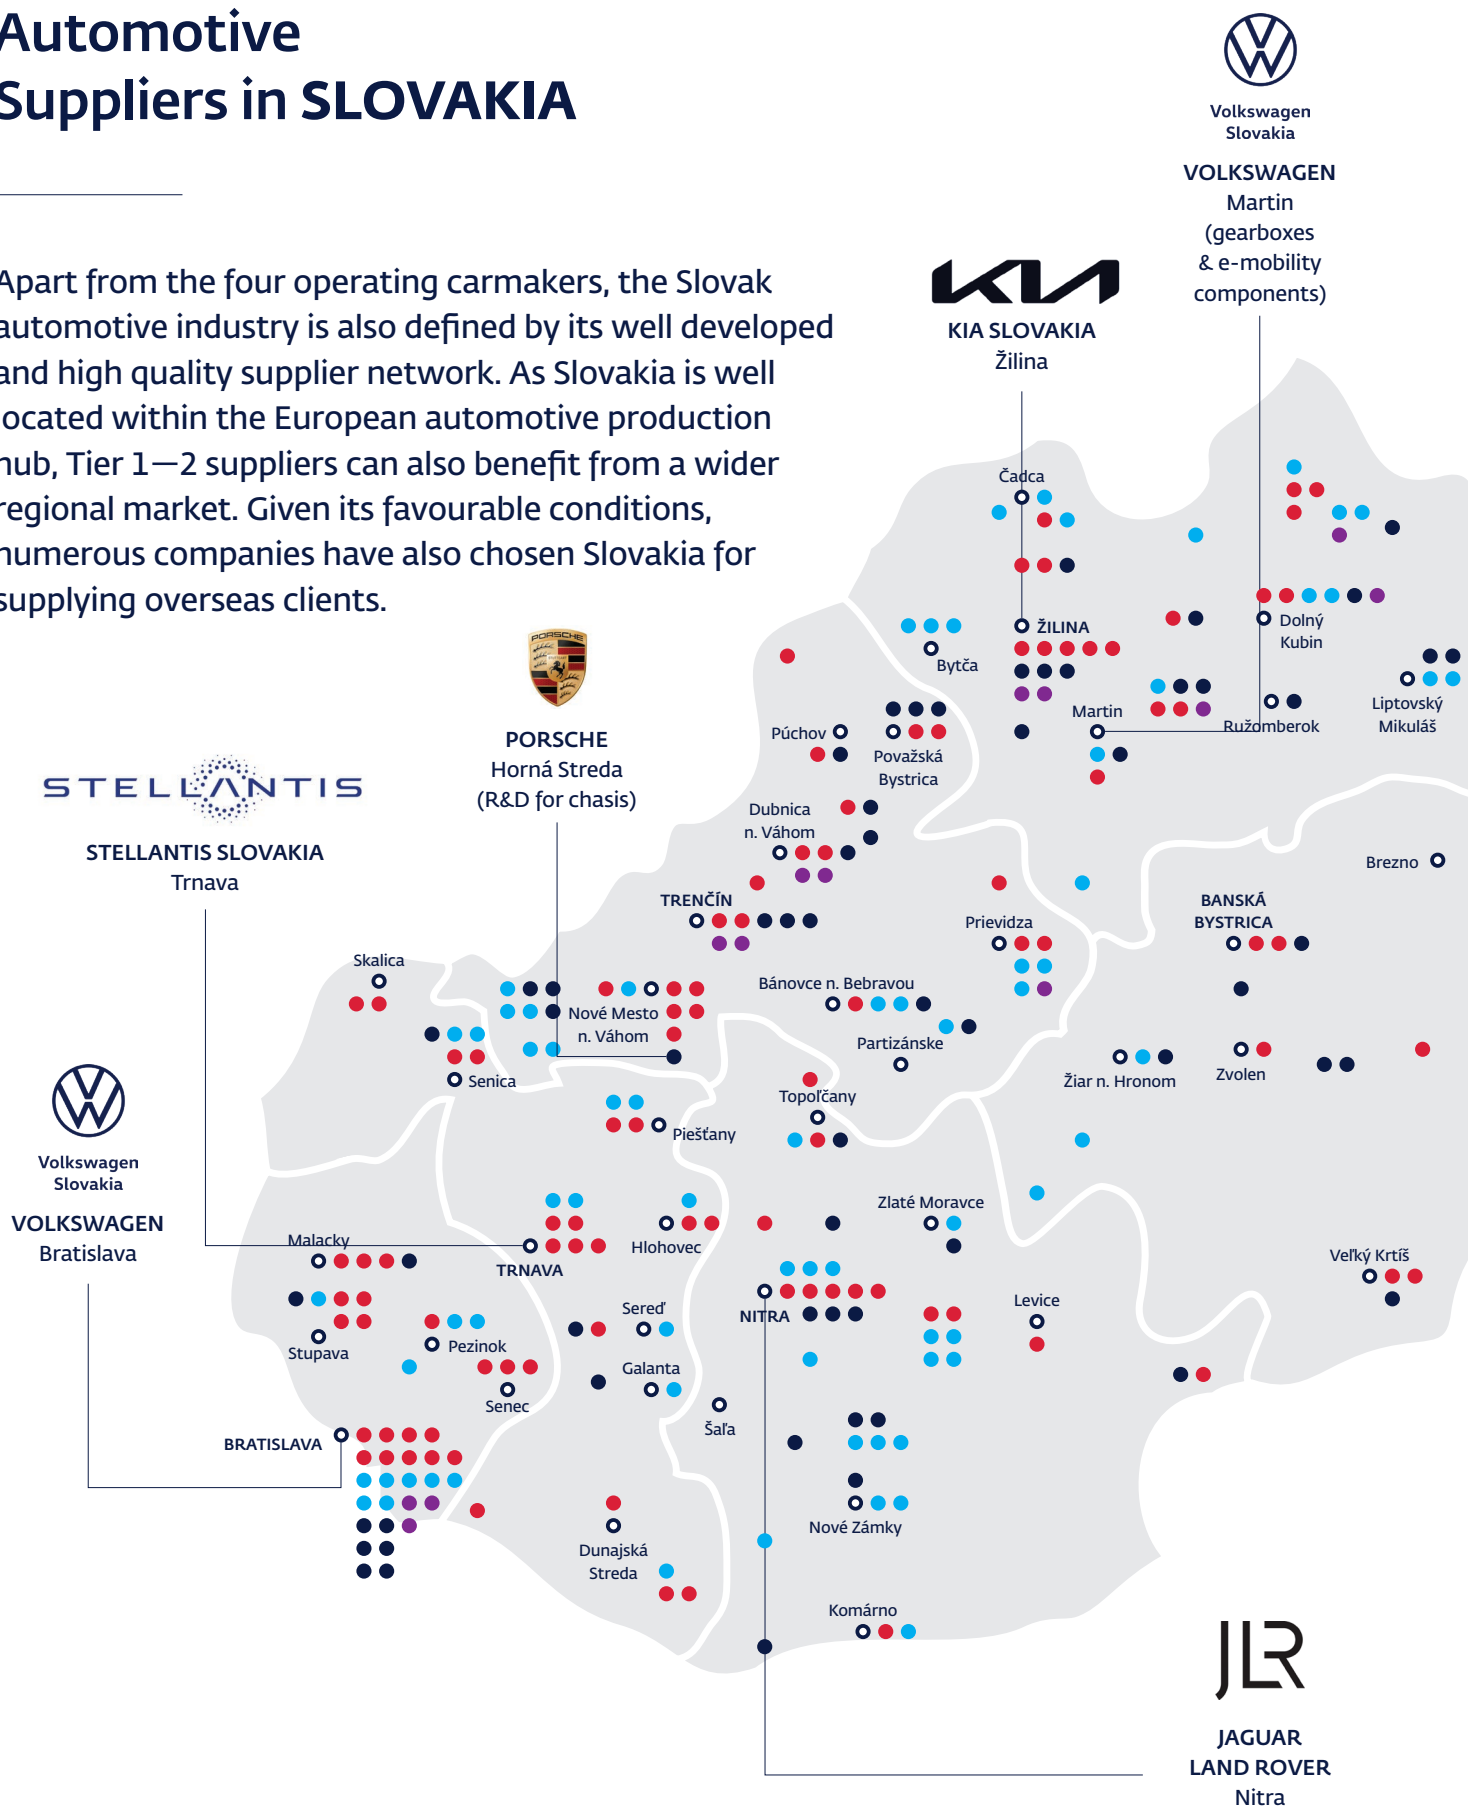 Automotive
Suppliers in SLOVAKIA
Apart from the four operating carmakers, the Slovak
automotive industry is also defined by its well developed
and high quality supplier network. As Slovakia is well
located within the European automotive production
hub, Tier 1—2 suppliers can also benefit from a wider
regional market. Given its favourable conditions,
numerous companies have also chosen Slovakia for
supplying overseas clients.
Volkswagen
Slovakia
VOLKSWAGEN
Martin
(gearboxes
& e-mobility
components)
KIA
KIA SLOVAKIA
Žilina
PORSCHE
PORSCHE
Horná Streda
(R&D for chasis)
STELLANTIS
STELLANTIS SLOVAKIA
Trnava
Volkswagen
Slovakia
VOLKSWAGEN
Bratislava
JLR
JAGUAR
LAND ROVER
Nitra
Čadca
ŽILINA
Bytča
Dolný
Kubin
Liptovský
Mikuláš
Ružomberok
Martin
Púchov
Považská
Bystrica
Dubnica
n. Váhom
Brezno
TRENČÍN
Prievidza
BANSKÁ
BYSTRICA
Skalica
Nové Mesto
n. Váhom
Bánovce n. Bebravou
Partizánske
Senica
Žiar n. Hronom
Zvolen
Topoľčany
Piešťany
Zlaté Moravce
Hlohovec
Malacky
TRNAVA
Veľký Krtíš
Levice
NITRA
Sereď
Stupava
Pezinok
Galanta
Senec
Šaľa
BRATISLAVA
Nové Zámky
Dunajská
Streda
Komárno